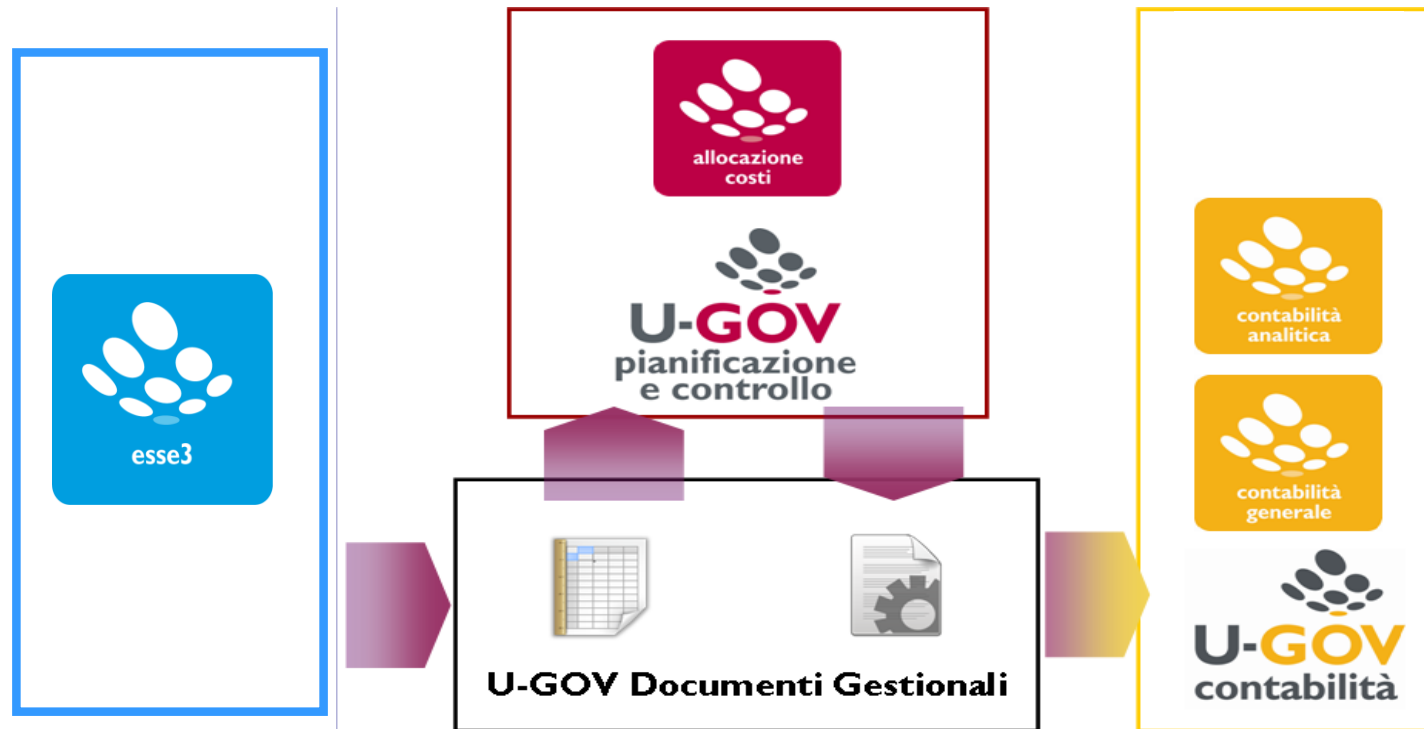 esse3
allocazione
costi
U-GOV
pianificazione
e controllo
U-GOV Documenti Gestionali
contabilità
analitica
contabilità
generale
U-GOV
contabilità